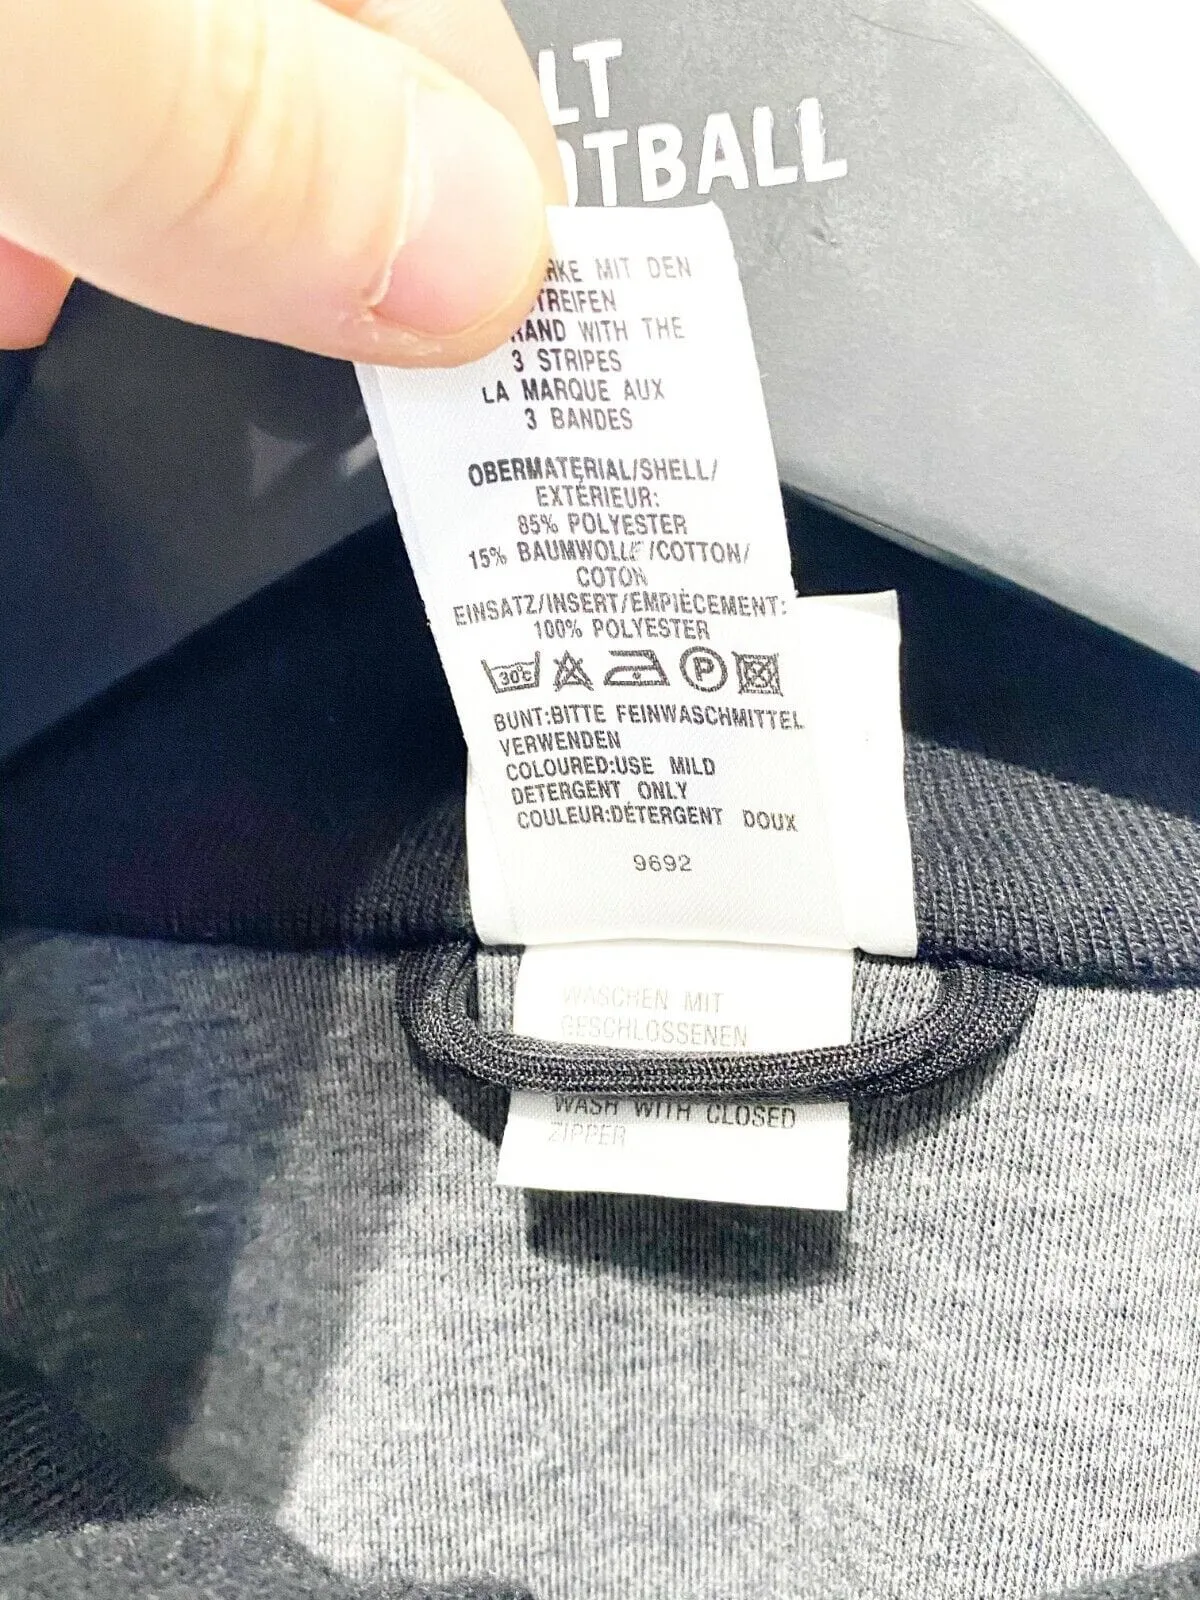 LT
OTBALL
RKE MIT DEN
TREIFEN
RAND WITH THE
3 STRIPES
LA MARQUE AUX
3 BANDES
OBERMATERIAL/SHELL/
EXTÉRIEUR:
85% POLYESTER
15% BAUMWOLLE/COTTON/
COTON
EINSATZ/INSERT/EMPIÈCEMENT:
100% POLYESTER
30°C P
BUNT:BITTE FEINWASCHMITTEL
VERWENDEN
COLOURED:USE MILD
DETERGENT ONLY
COULEUR:DÉTERGENT DOUX
9692
WASCHEN MIT
GESCHLOSSENEN
WASH WITH CLOSED
ZIPPER